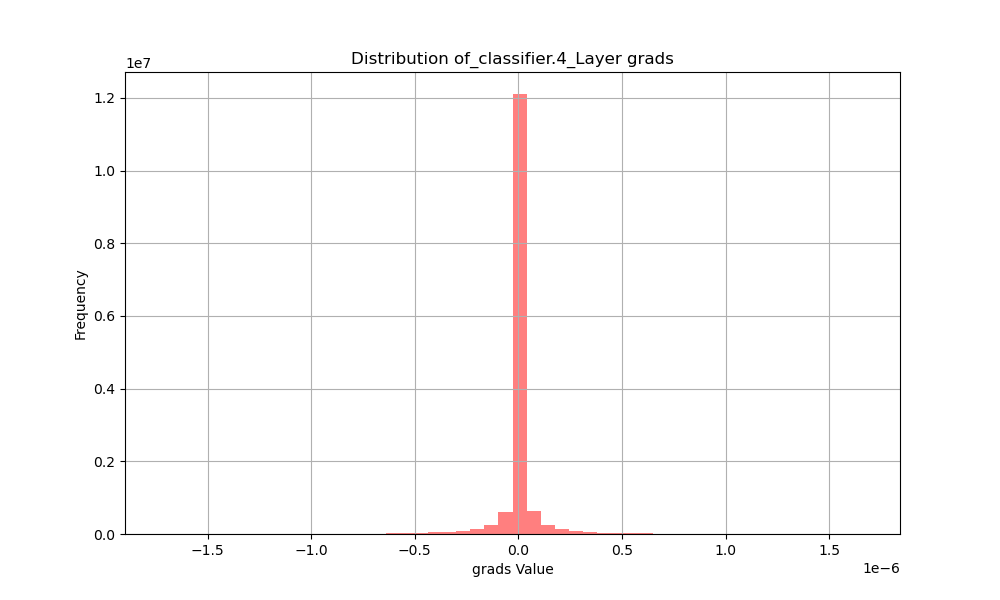 Distribution of_classifier.4_Layer grads
1e7
1.2
1.0
0.8
0.6
0.4
0.2
0.0
Frequency
−1.5 −1.0 −0.5 0.0 0.5 1.0 1.5
grads Value
1e−6